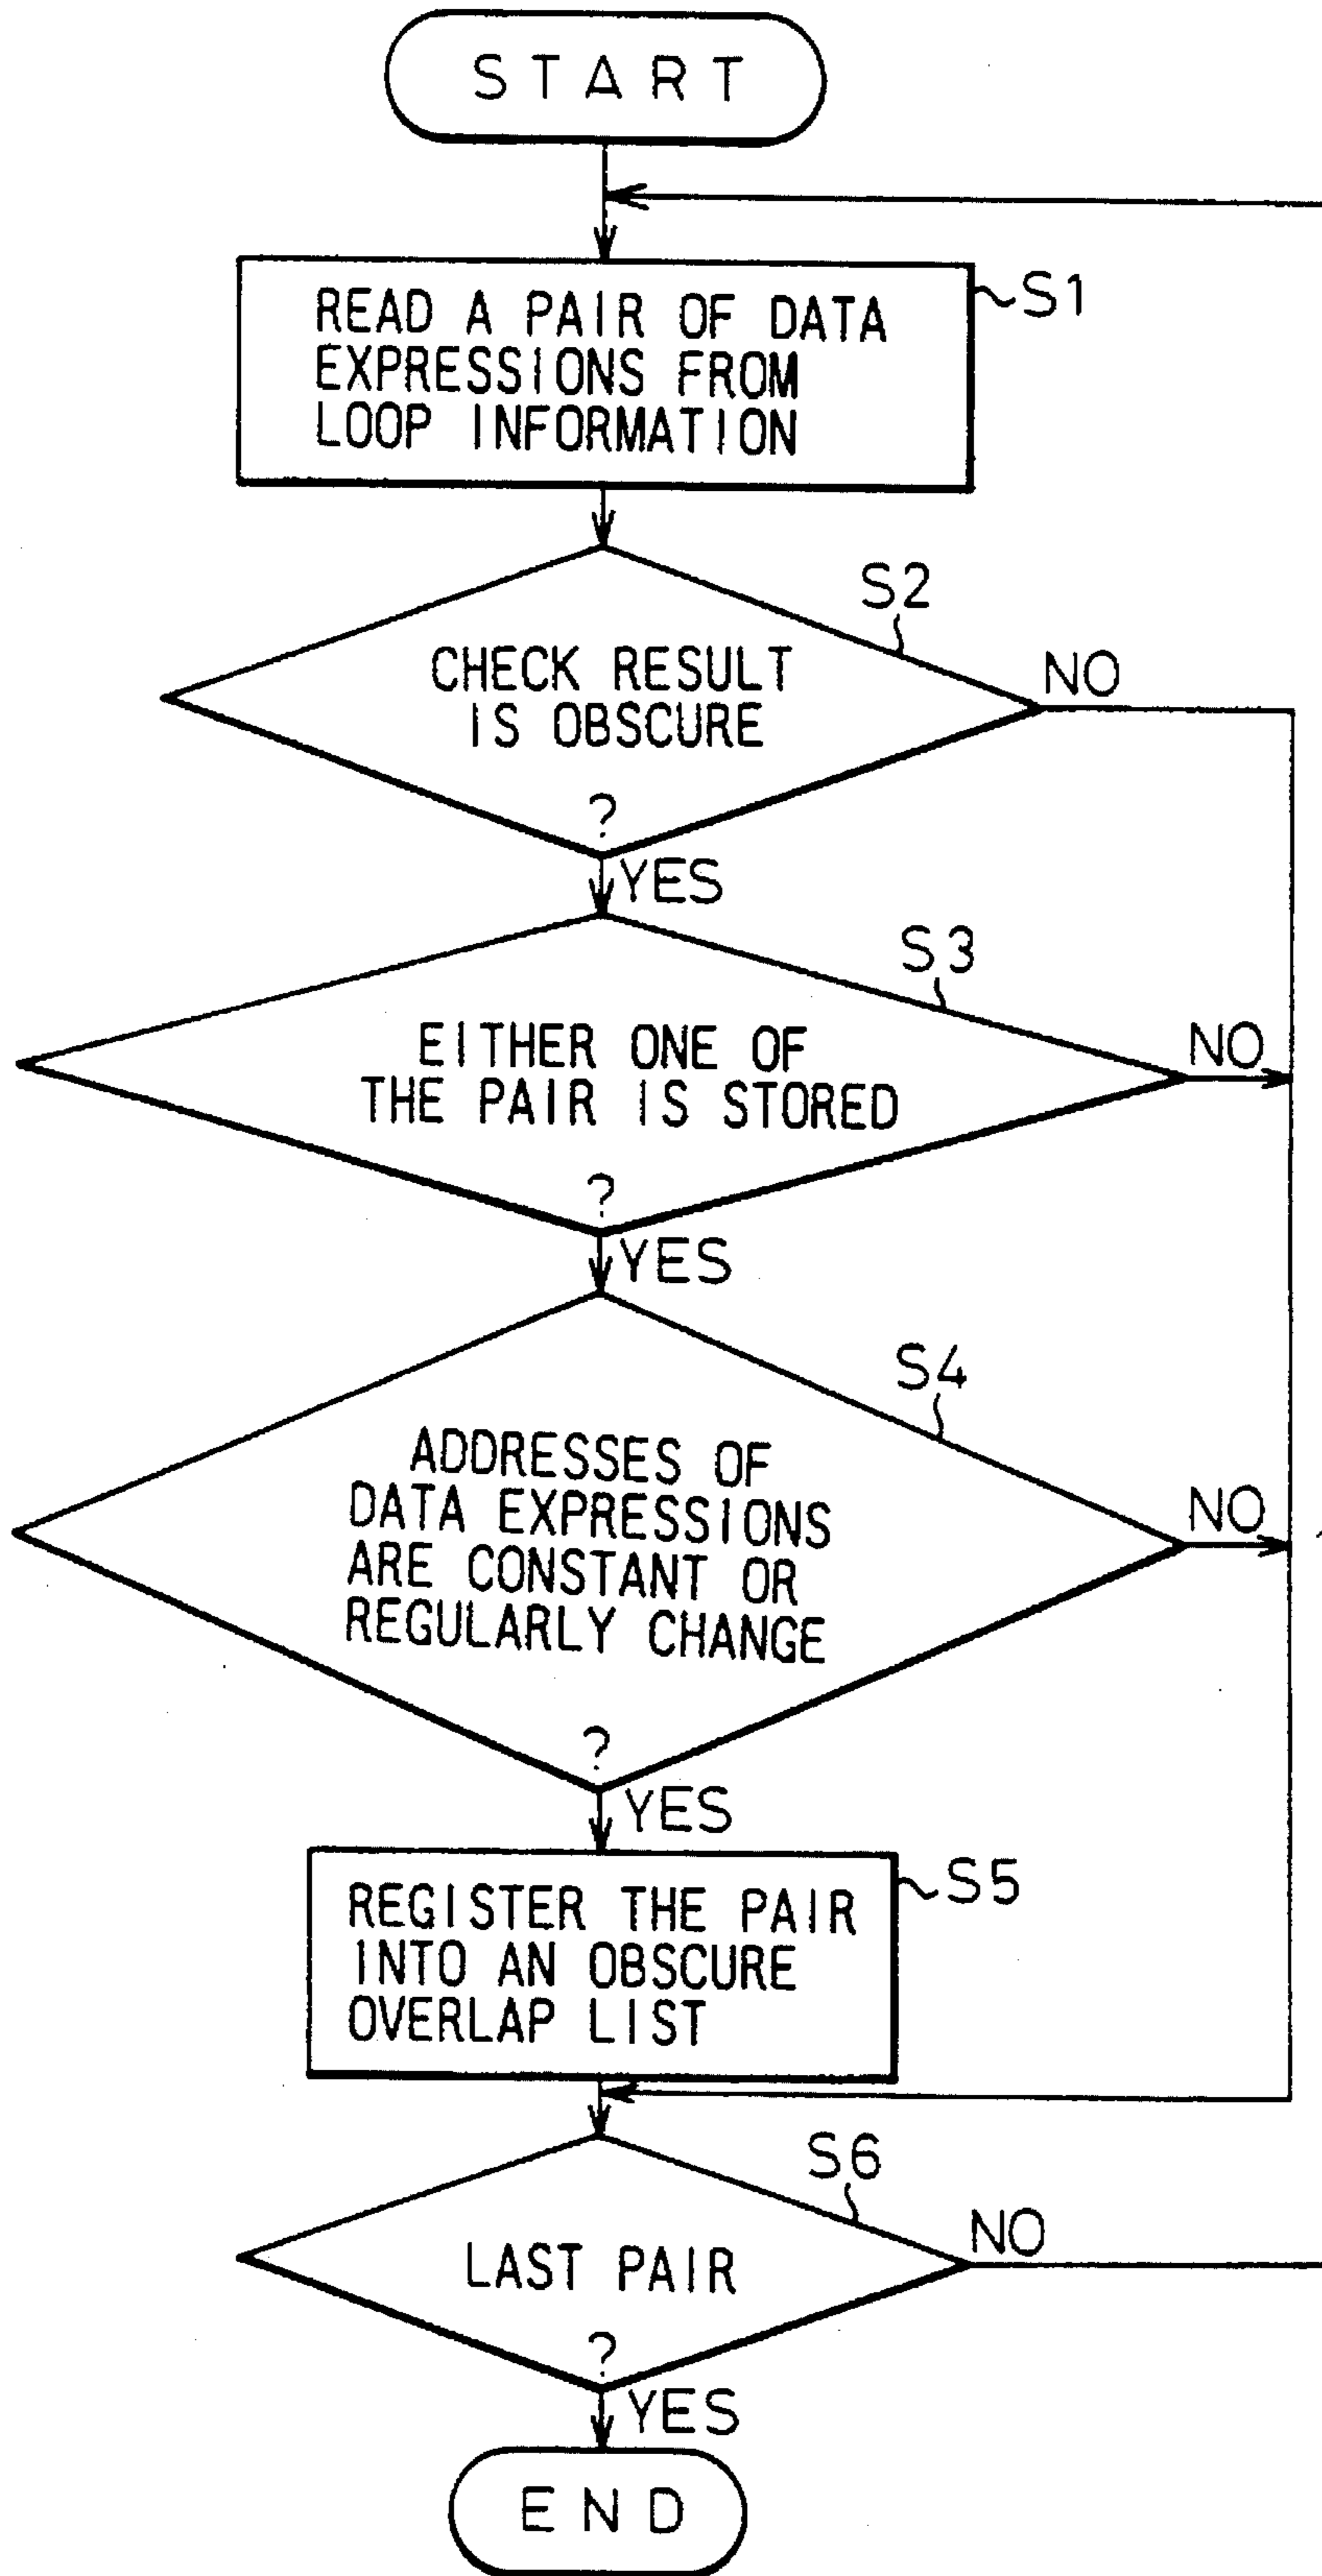 START
READ A PAIR OF DATA
EXPRESSIONS FROM
LOOP INFORMATION
S1
S2
CHECK RESULT
IS OBSCURE
?
NO
YES
S3
EITHER ONE OF
THE PAIR IS STORED
?
NO
YES
S4
ADDRESSES OF
DATA EXPRESSIONS
ARE CONSTANT OR
REGULARLY CHANGE
?
NO
YES
REGISTER THE PAIR
INTO AN OBSCURE
OVERLAP LIST
S5
S6
LAST PAIR
?
NO
YES
END